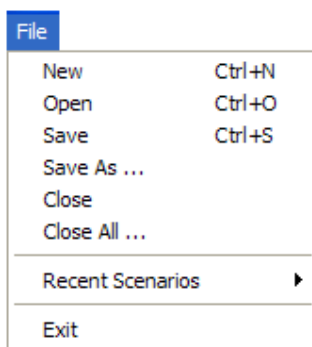 File
New Ctrl+N
Open Ctrl+O
Save Ctrl+S
Save As ...
Close
Close All ...
Recent Scenarios
Exit